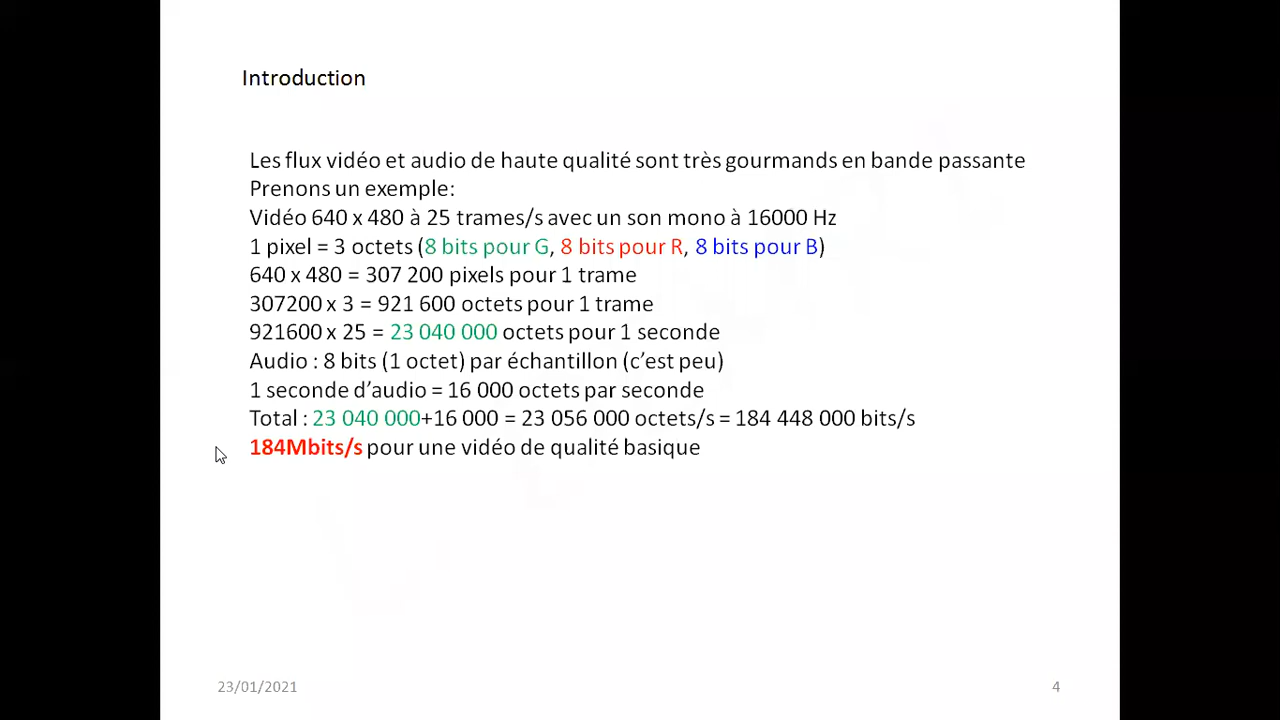 Introduction
Les flux vidéo et audio de haute qualité sont très gourmands en bande passante
Prenons un exemple:
Vidéo 640 x 480 à 25 trames/s avec un son mono à 16000 Hz
1 pixel = 3 octets (8 bits pour G, 8 bits pour R, 8 bits pour B)
640 x 480 = 307 200 pixels pour 1 trame
307200 x 3 = 921 600 octets pour 1 trame
921600 x 25 = 23 040 000 octets pour 1 seconde
Audio : 8 bits (1 octet) par échantillon (c’est peu)
1 seconde d’audio = 16 000 octets par seconde
Total : 23 040 000+16 000 = 23 056 000 octets/s = 184 448 000 bits/s
184Mbits/s pour une vidéo de qualité basique
23/01/2021
4